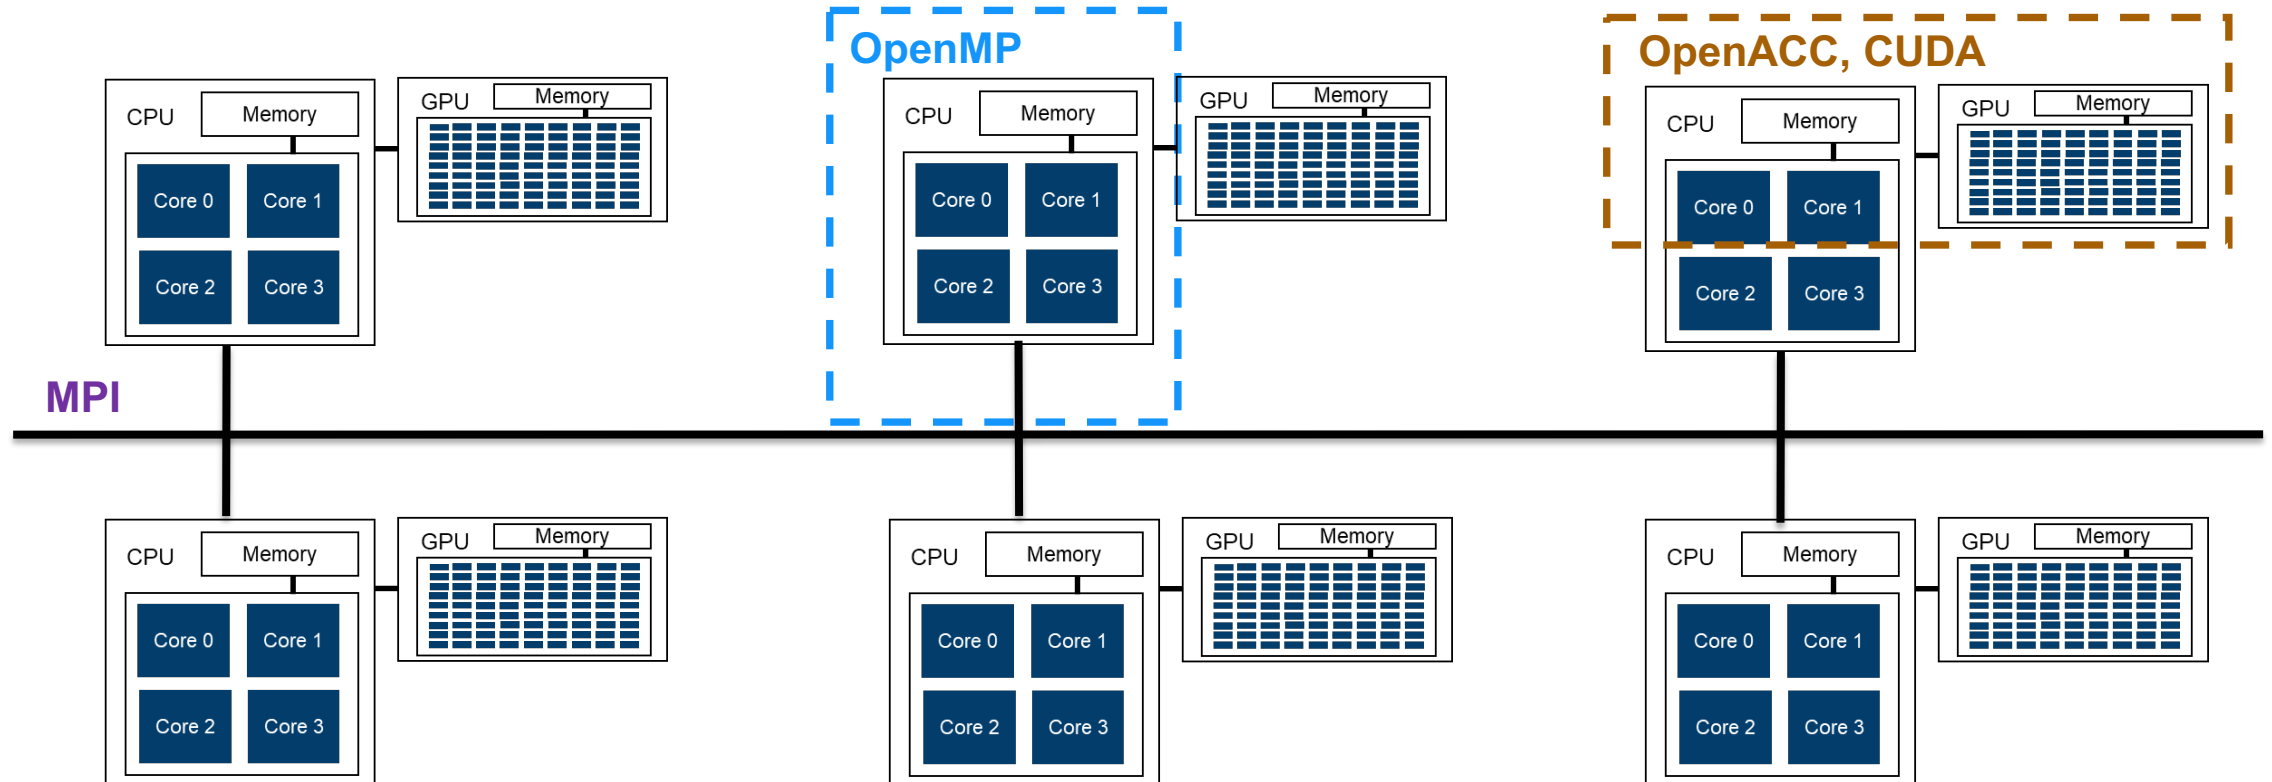 OpenMP
OpenACC, CUDA
CPU
Memory
Core 0
Core 1
Core 2
Core 3
GPU
Memory
CPU
Memory
Core 0
Core 1
Core 2
Core 3
GPU
Memory
CPU
Memory
Core 0
Core 1
Core 2
Core 3
GPU
Memory
MPI
CPU
Memory
Core 0
Core 1
Core 2
Core 3
GPU
Memory
CPU
Memory
Core 0
Core 1
Core 2
Core 3
GPU
Memory
CPU
Memory
Core 0
Core 1
Core 2
Core 3
GPU
Memory